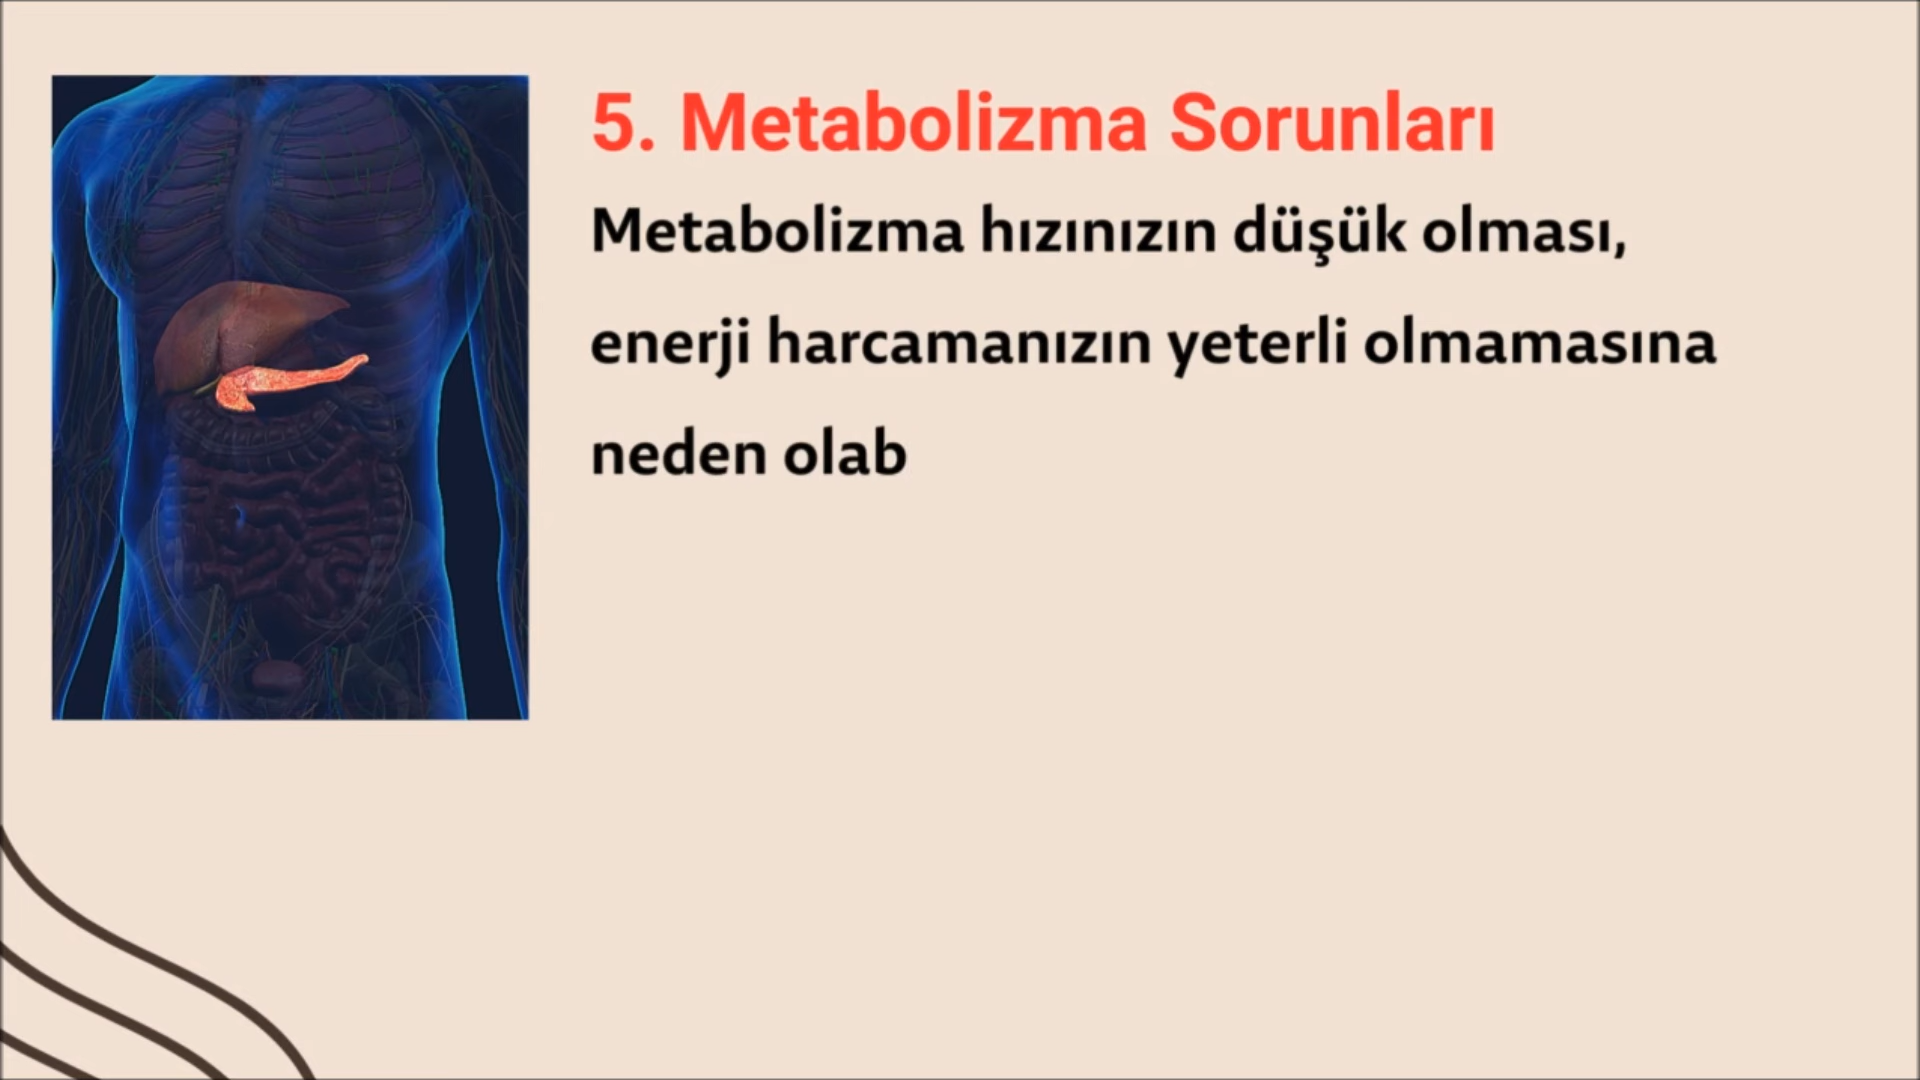 5. Metabolizma Sorunları
Metabolizma hızınızın düşük olması,
enerji harcamanızın yeterli olmamasına
neden olab